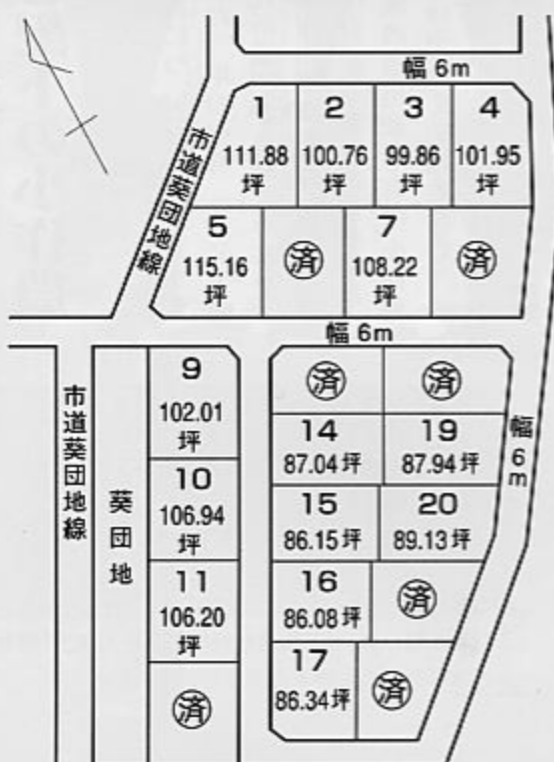 幅 6m
1
111.88
坪
2
100.76
坪
3
99.86
坪
4
101.95
坪
市道葵団地線
5
115.16
坪
済
7
108.22
坪
済
幅 6m
市道葵団地線
葵団地
9
102.01
坪
10
106.94
坪
11
106.20
坪
済
済
済
14
87.04坪
19
87.94坪
15
86.15坪
20
89.13坪
16
86.08坪
済
17
86.34坪
済
幅6m